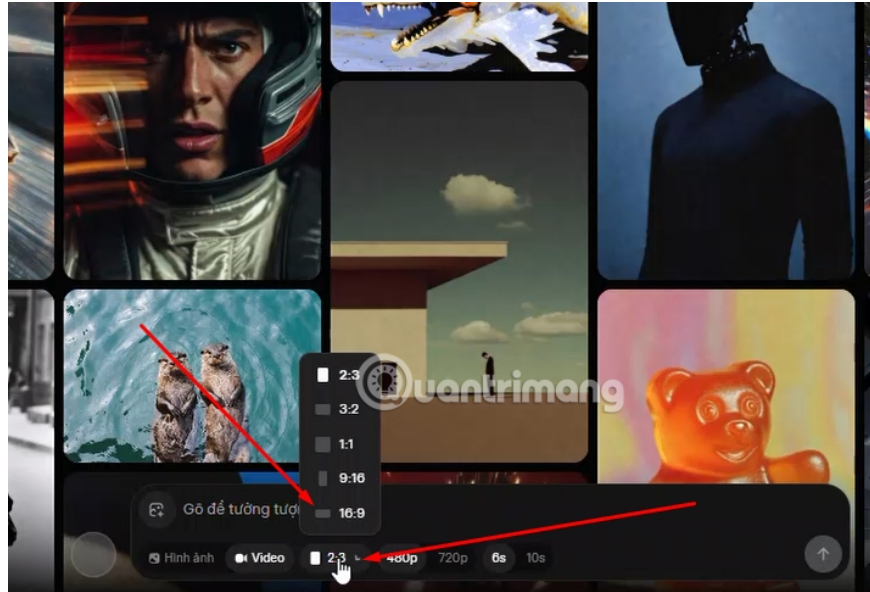 2:3
3:2
Quantrimang
1:1
9:16
16:9
Gõ để tưởng tượ
Hình ảnh Video 2:3 480p 720p 6s 10s